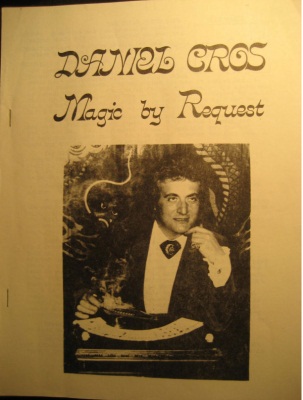 DANIEL CROS
Magic by Request